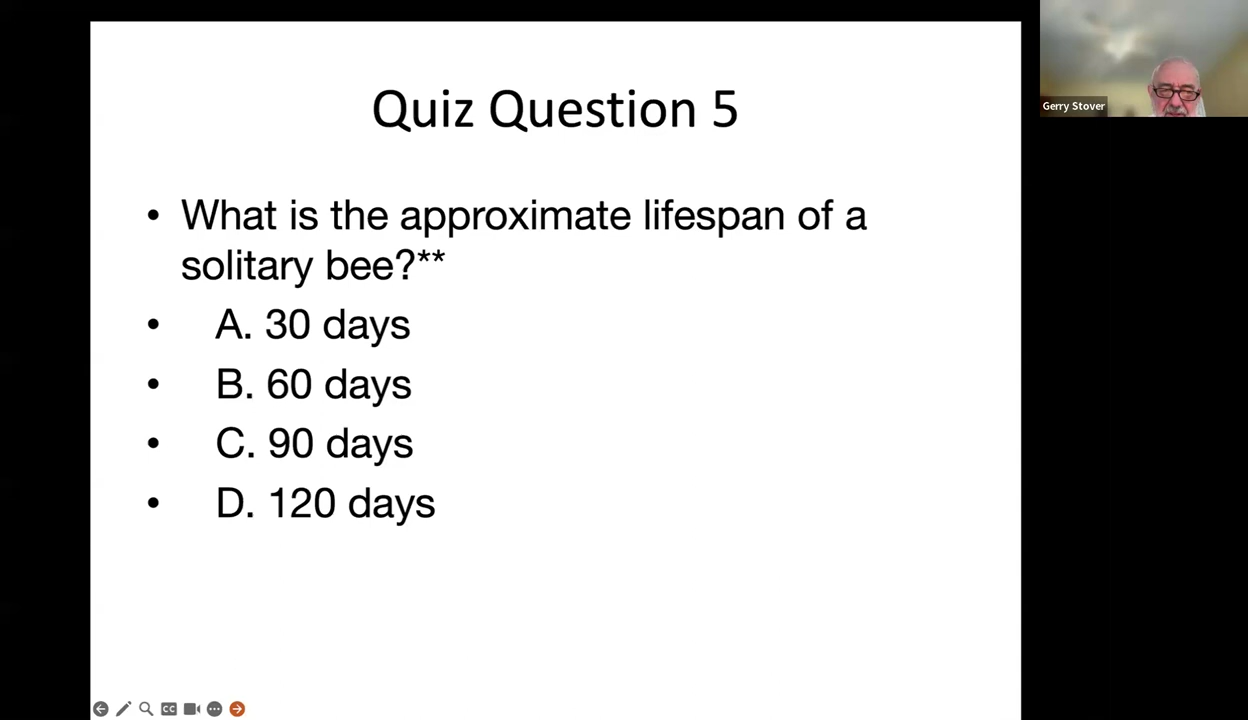 Quiz Question 5
• What is the approximate lifespan of a
solitary bee?**
• A. 30 days
• B. 60 days
• C. 90 days
• D. 120 days
Gerry Stover
CC